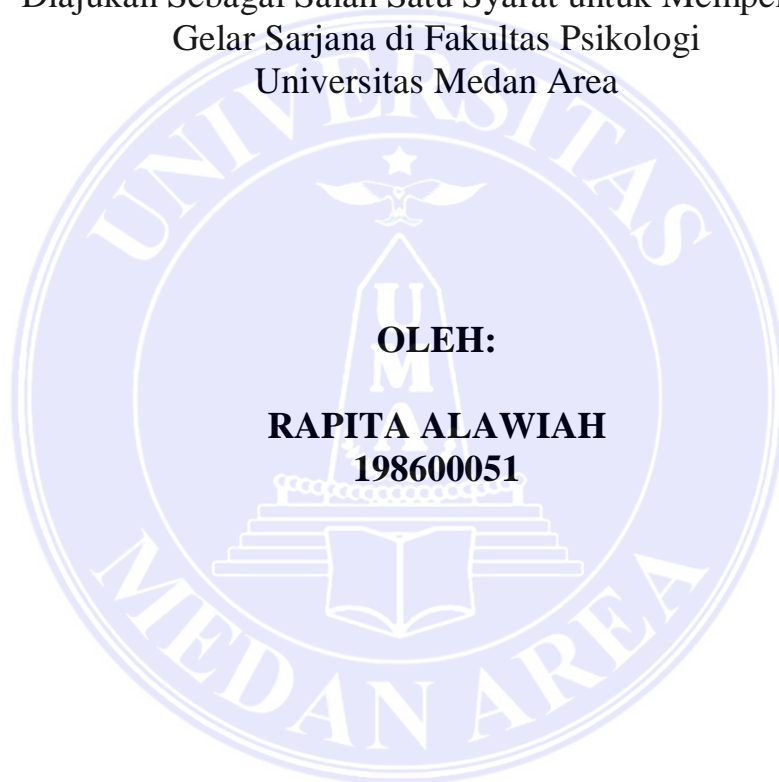 Diajukan Sebagai Salah Satu Syarat untuk
Gelar Sarjana di Fakultas Psikologi
Universitas Medan Area
UNIVERSITAS
UMA
OLEH:
RAPITA ALAWIAH
198600051
MEDAN AREA